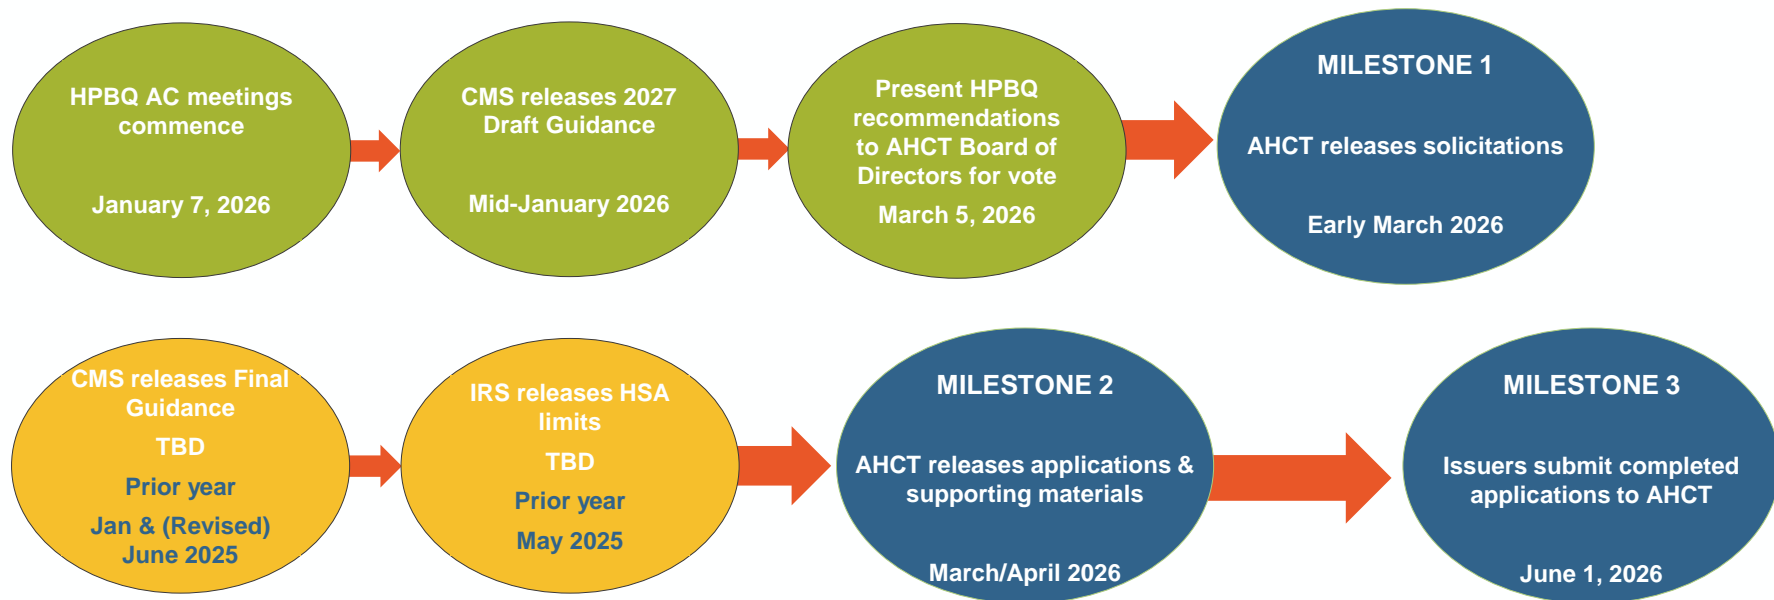 HPBQ AC meetings
commence
January 7, 2026
CMS releases 2027
Draft Guidance
Mid-January 2026
Present HPBQ
recommendations
to AHCT Board of
Directors for vote
March 5, 2026
MILESTONE 1
AHCT releases solicitations
Early March 2026
CMS releases Final
Guidance
TBD
Prior year
Jan & (Revised)
June 2025
IRS releases HSA
limits
TBD
Prior year
May 2025
MILESTONE 2
AHCT releases applications &
supporting materials
March/April 2026
MILESTONE 3
Issuers submit completed
applications to AHCT
June 1, 2026